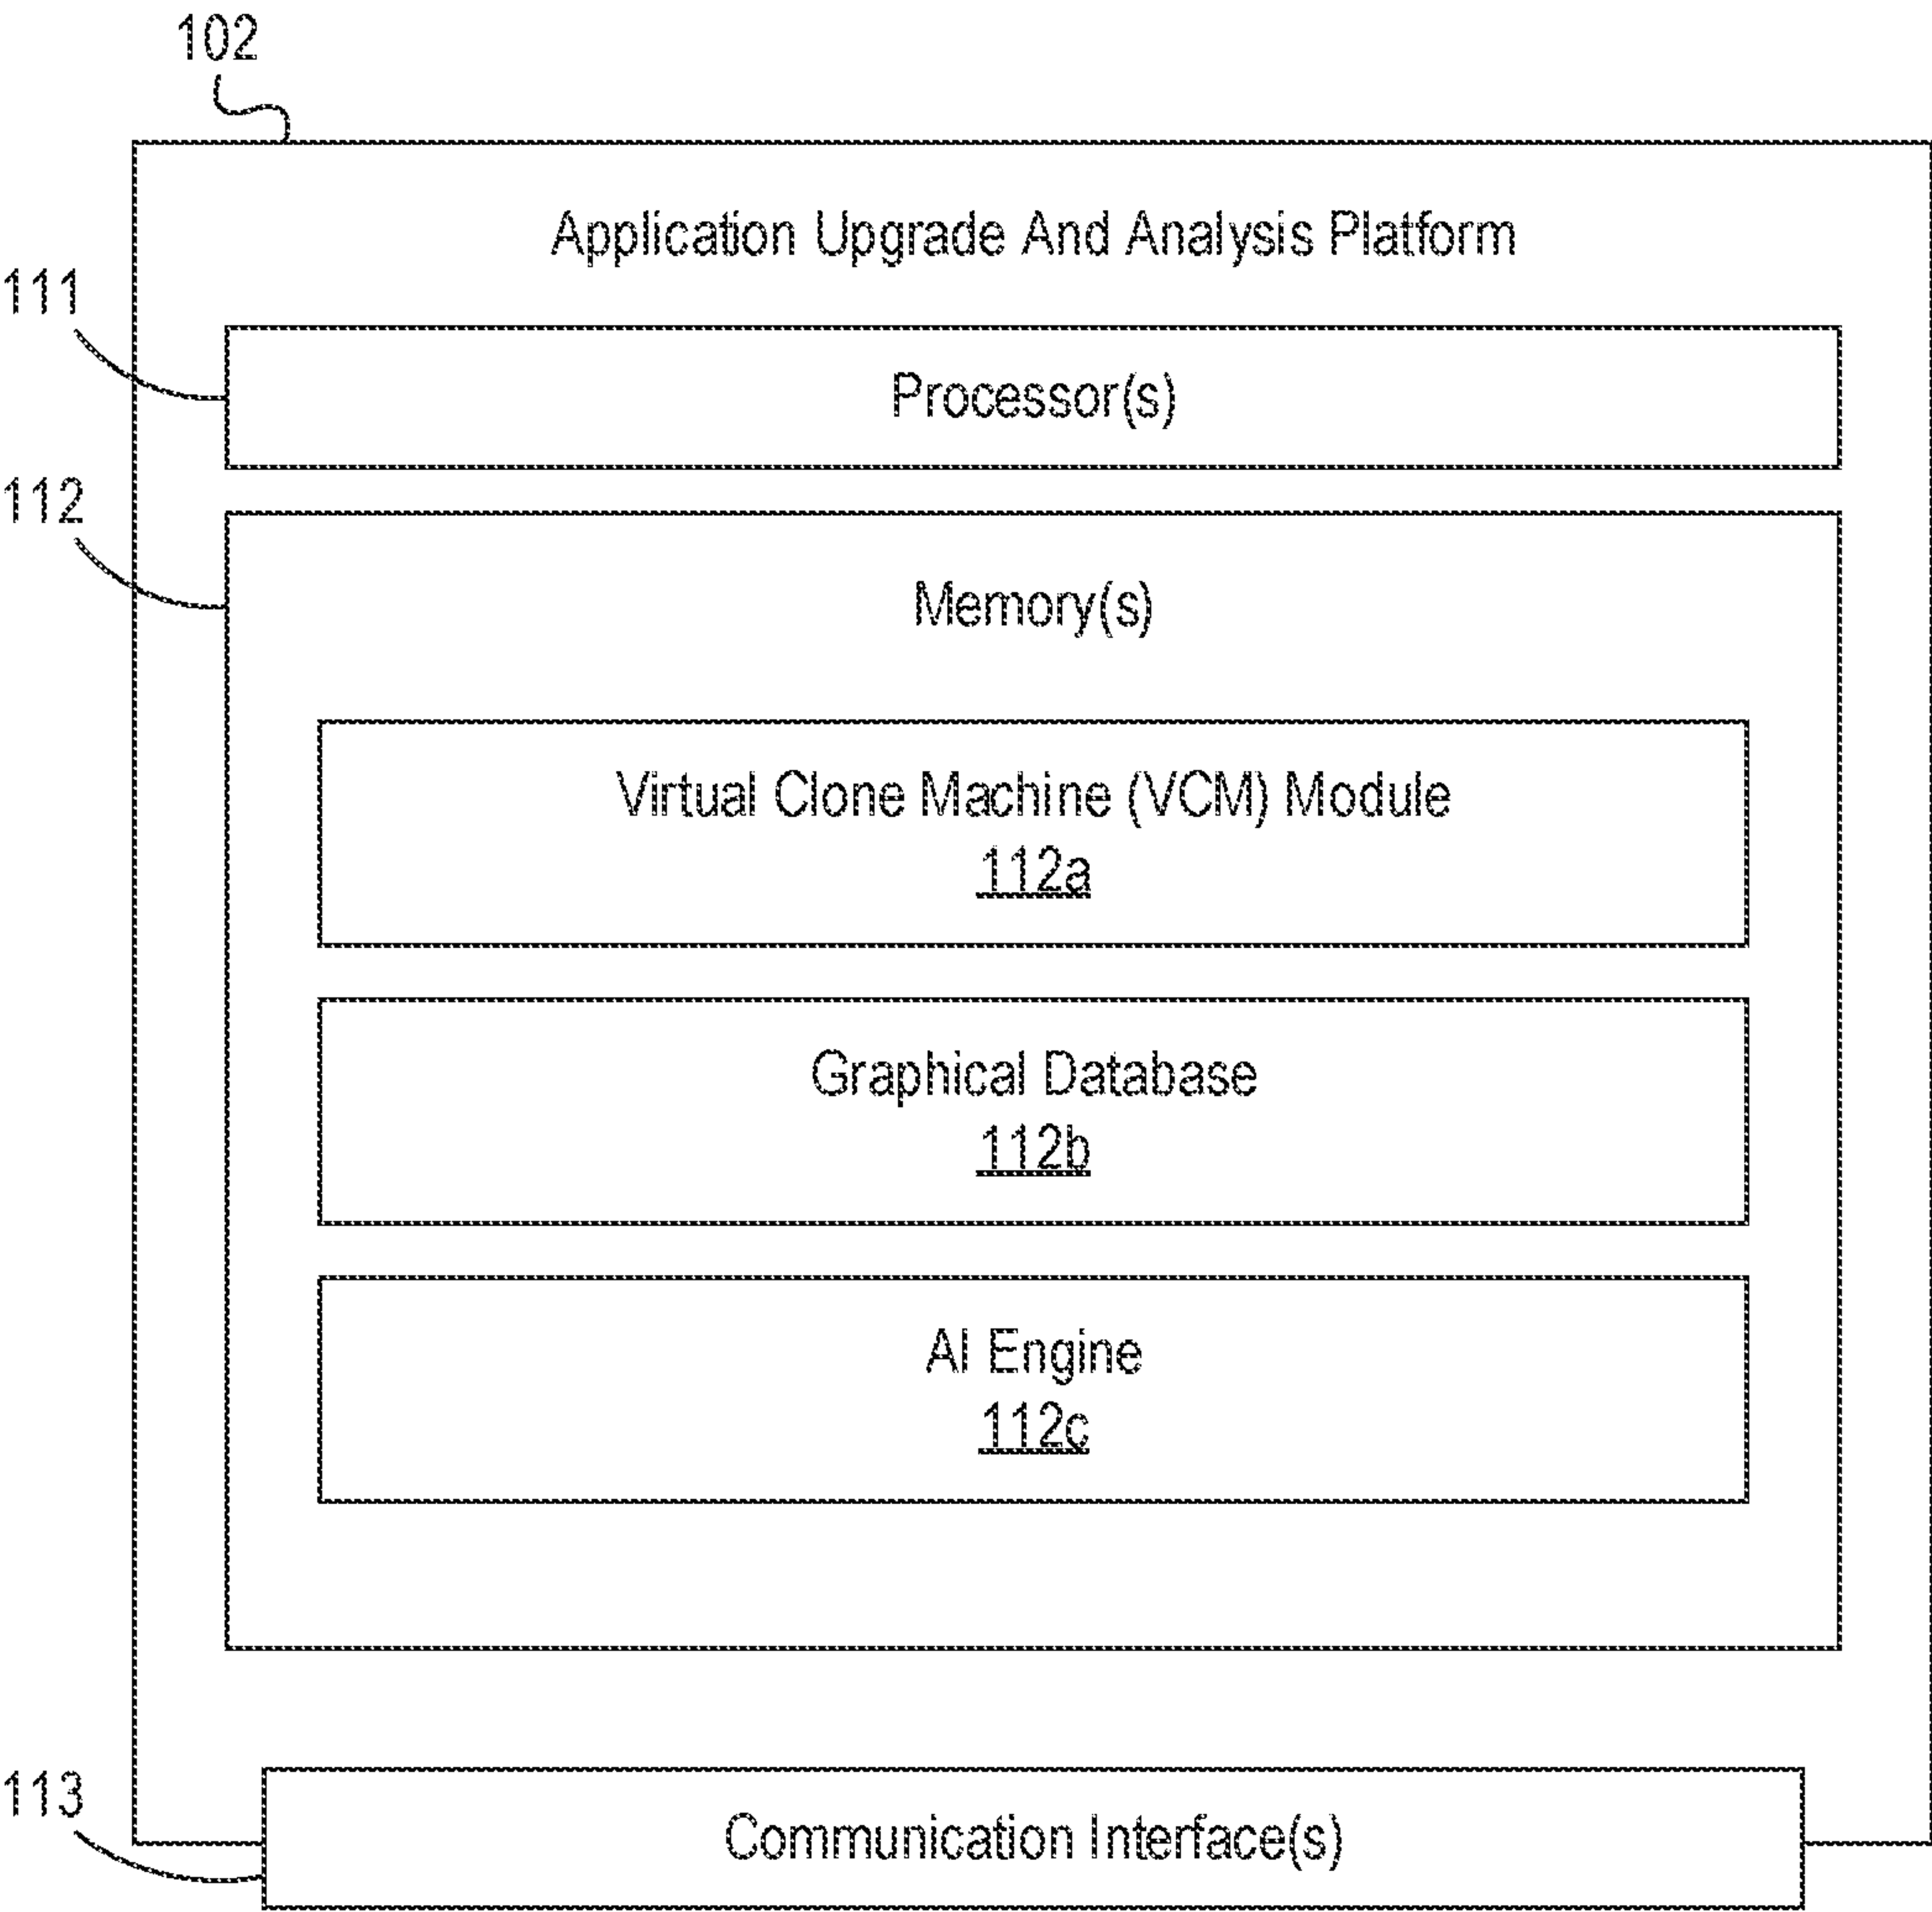 102
Application Upgrade And Analysis Platform
111
Processor(s)
112
Memory(s)
Virtual Clone Machine (VCM) Module
112a
Graphical Database
112b
AI Engine
112c
113
Communication Interface(s)